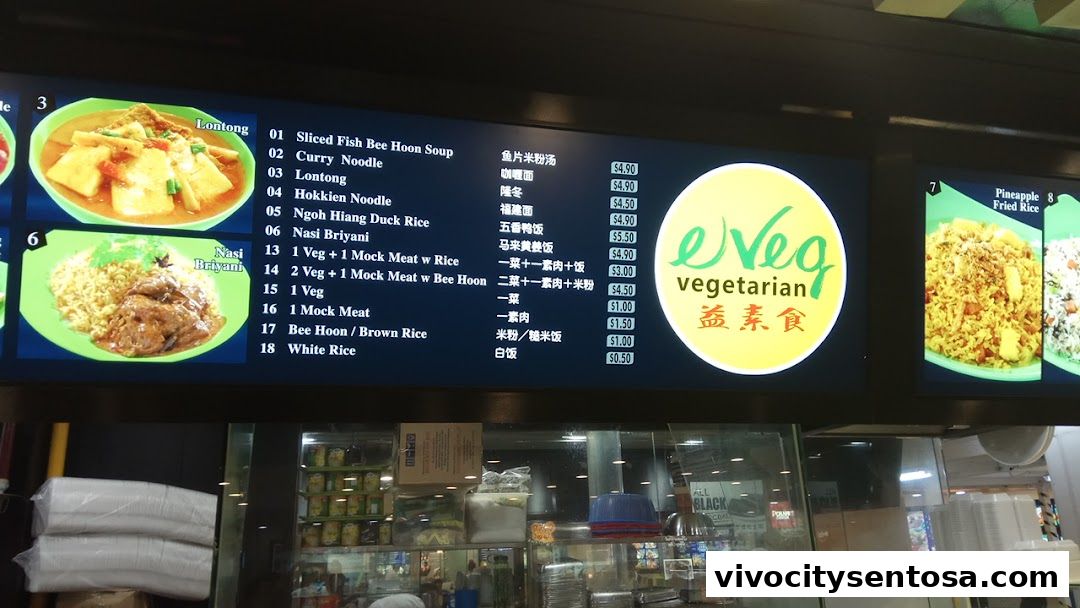 le
3
Lontong
6
Nasi
Briyani
01 Sliced Fish Bee Hoon Soup 鱼片米粉汤 $4.90
02 Curry Noodle 咖喱面 $4.90
03 Lontong 隆冬 $4.50
04 Hokkien Noodle 福建面 $4.90
05 Ngoh Hiang Duck Rice 五香鸭饭 $5.50
06 Nasi Briyani 马来黄姜饭 $4.90
13 1 Veg + 1 Mock Meat w Rice 一菜＋一素肉＋饭 $3.00
14 2 Veg + 1 Mock Meat w Bee Hoon 二菜＋一素肉＋米粉 $4.50
15 1 Veg 一菜 $1.00
16 1 Mock Meat 一素肉 $1.50
17 Bee Hoon / Brown Rice 米粉／糙米饭 $1.00
18 White Rice 白饭 $0.50
eVeg
vegetarian
益素食
7
Pineapple
Fried Rice
8
ALL
BLACK
vivocitysentosa.com